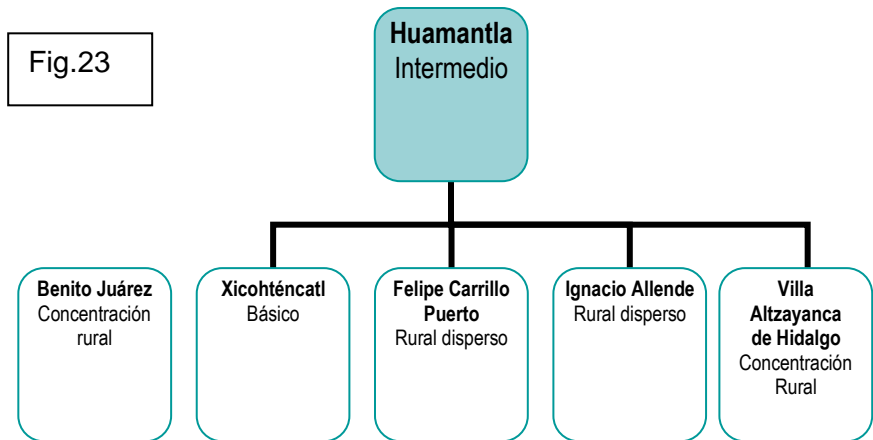 Fig.23
Huamantla
Intermedio
Benito Juárez
Concentración
rural
Xicohténcatl
Básico
Felipe Carrillo
Puerto
Rural disperso
Ignacio Allende
Rural disperso
Villa
Altzayanca
de Hidalgo
Concentración
Rural